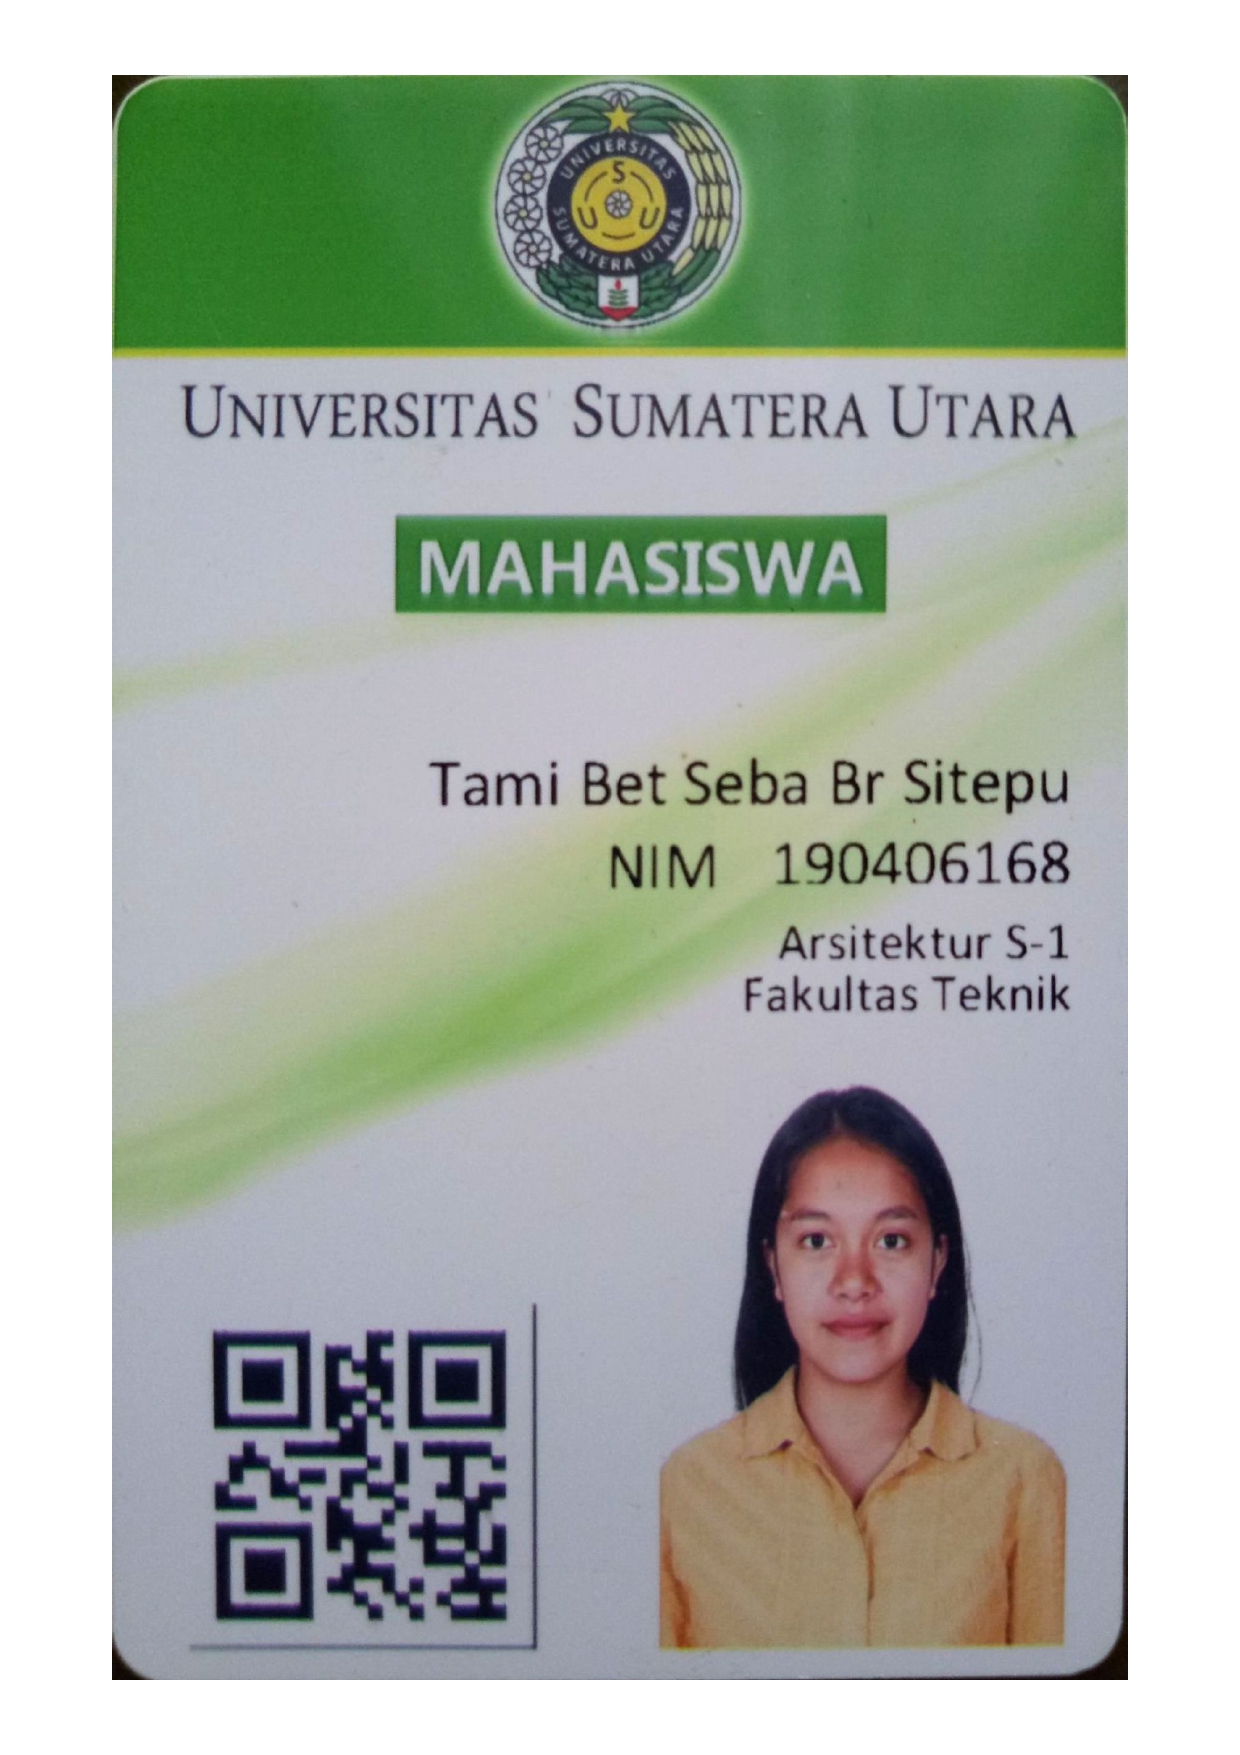 UNIVERSITAS
S
U U
SUMATERA UTARA
UNIVERSITAS SUMATERA UTARA
MAHASISWA
Tami Bet Seba Br Sitepu
NIM 190406168
Arsitektur S-1
Fakultas Teknik